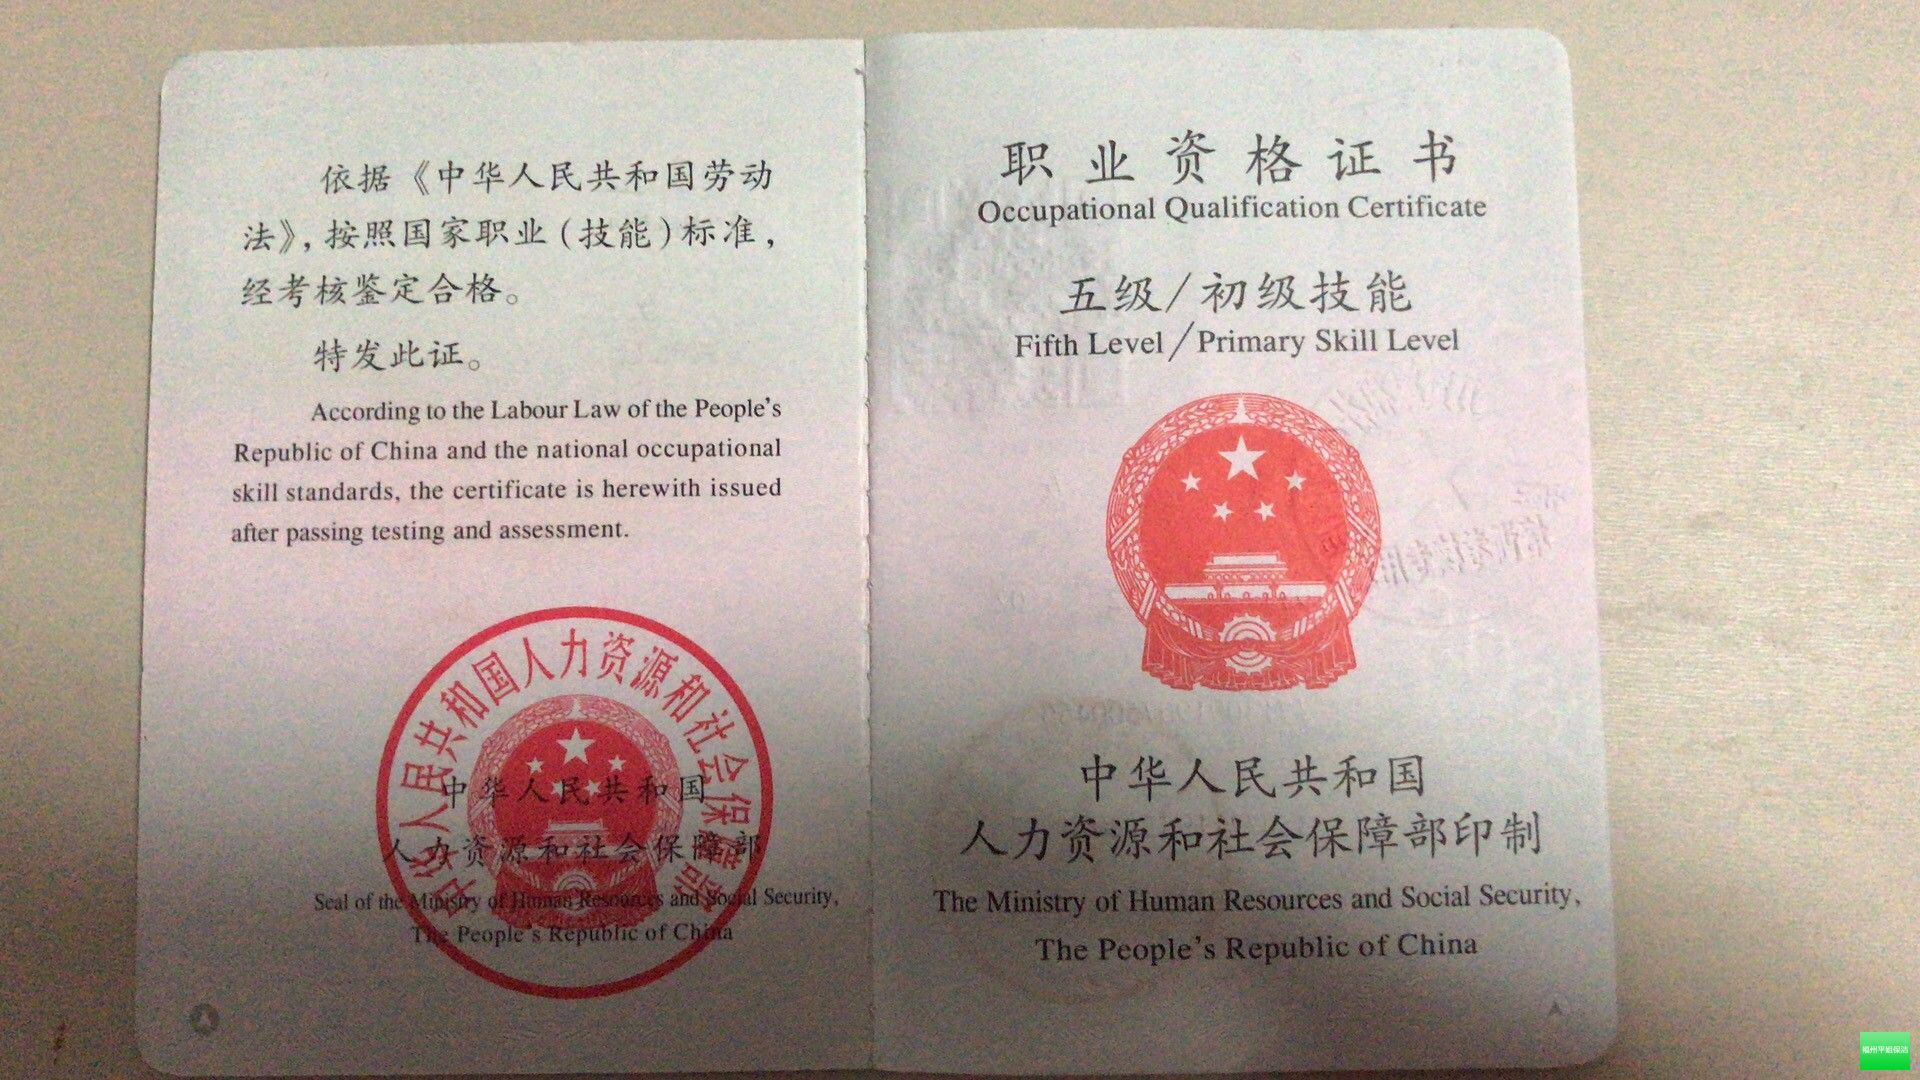 依据《中华人民共和国劳动
法》，按照国家职业（技能）标准，
经考核鉴定合格。
特发此证。
According to the Labour Law of the People's
Republic of China and the national occupational
skill standards, the certificate is herewith issued
after passing testing and assessment.
中华人民共和国人力资源和社会保障部
中华人民共和国
人力资源和社会保障部
Seal of the Ministry of Human Resources and Social Security,
The People's Republic of China
职业资格证书
Occupational Qualification Certificate
五级/初级技能
Fifth Level/Primary Skill Level
中华人民共和国
人力资源和社会保障部印制
The Ministry of Human Resources and Social Security,
The People's Republic of China